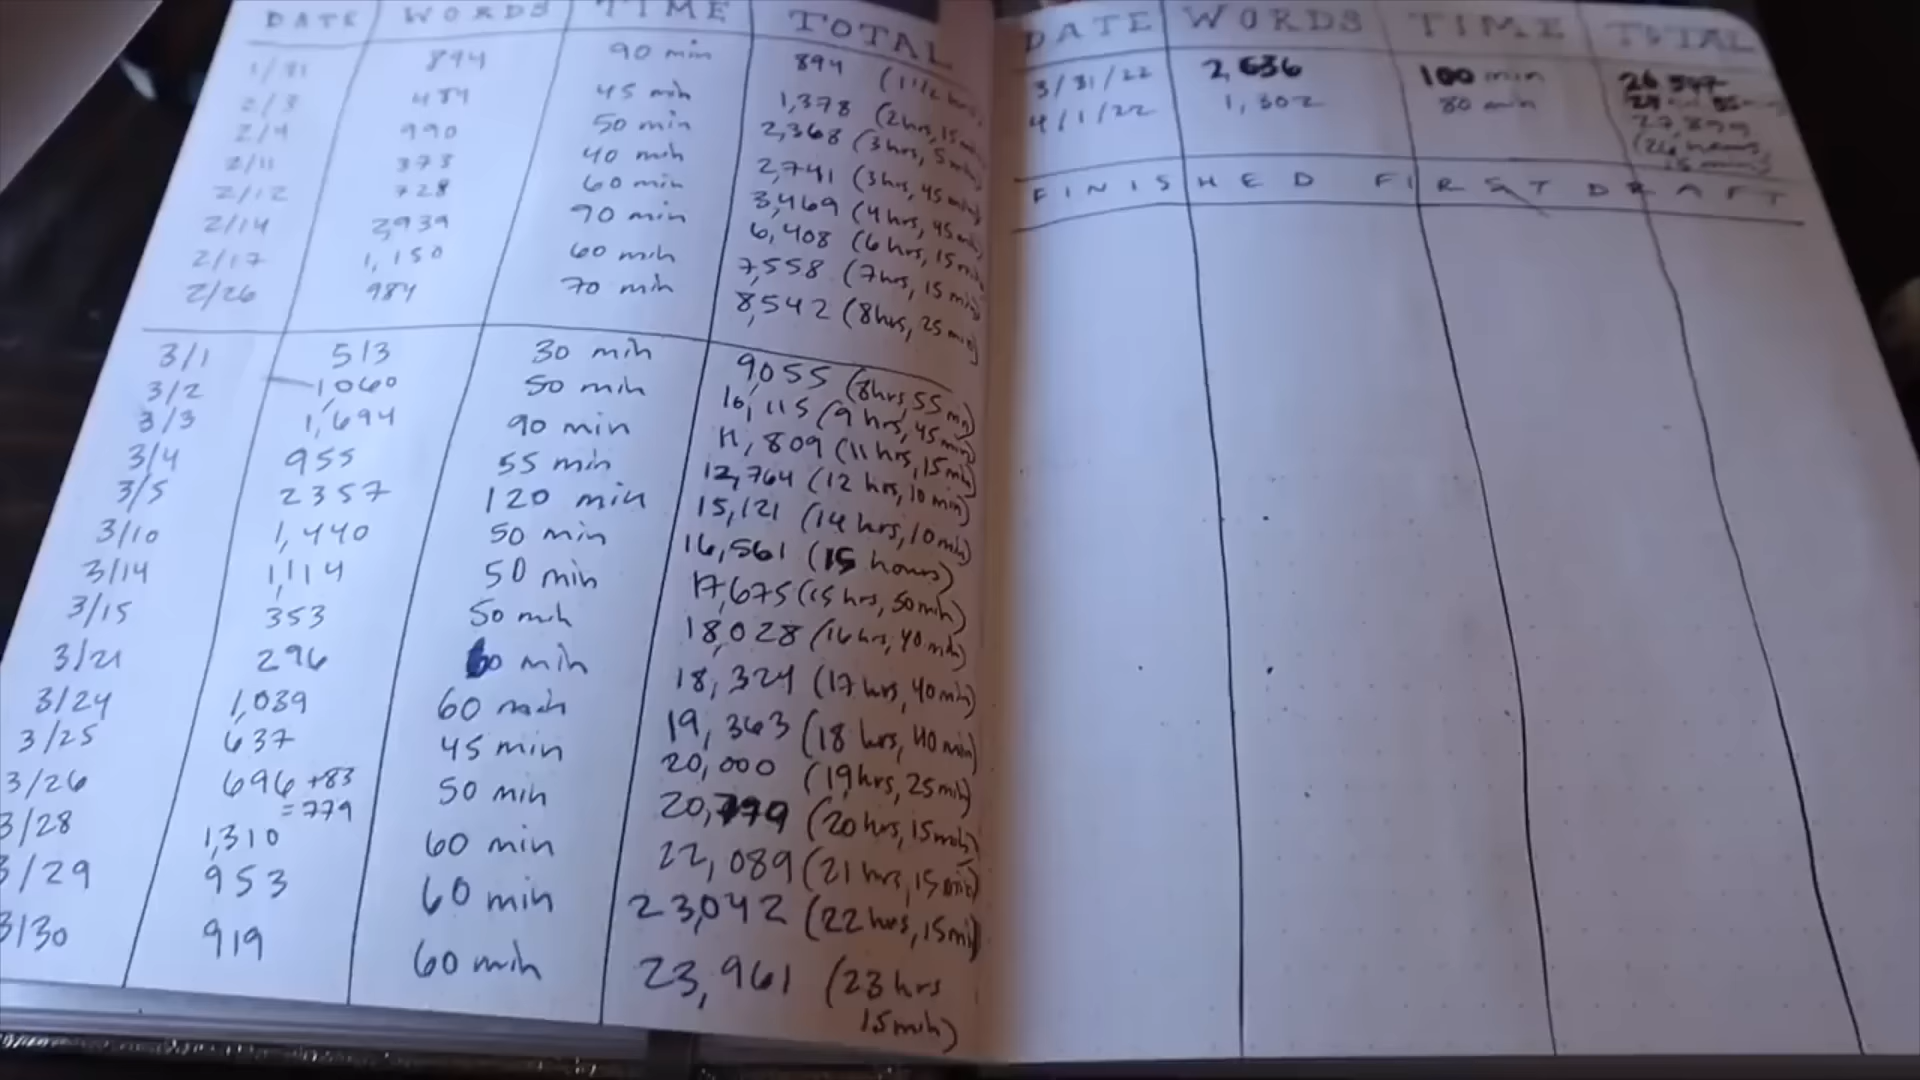 DATE WORDS TIME TOTAL
1/31 894 90 min 894 (1 1/2 hrs)
2/3 484 45 min 1,378 (2hrs, 15 min)
2/4 990 50 min 2,368 (3hrs, 5 min)
2/11 373 40 min 2,741 (3hrs, 45 min)
2/12 728 60 min 3,469 (4 hrs, 45 min)
2/14 2,939 90 min 6,408 (6 hrs, 15 min)
2/17 1,150 60 min 7,558 (7hrs, 15 min)
2/26 984 70 min 8,542 (8hrs, 25 min)
3/1 513 30 min 9,055 (8hrs, 55 min)
3/2 1,060 50 min 10,115 (9 hrs, 45 min)
3/3 1,694 90 min 11,809 (11 hrs, 15 min)
3/4 955 55 min 12,764 (12 hrs, 10 min)
3/5 2357 120 min 15,121 (14 hrs, 10 min)
3/10 1,440 50 min 16,561 (15 hours)
3/14 1,114 50 min 17,675 (15 hrs, 50 min)
3/15 353 50 min 18,028 (16 hrs, 40 min)
3/21 296 60 min 18,324 (17 hrs, 40 min)
3/24 1,039 60 min 19,363 (18 hrs, 40 min)
3/25 637 45 min 20,000 (19 hrs, 25 min)
3/26 696 +83 50 min 20,779 (20 hrs, 15 min)
= 779
3/28 1,310 60 min 22,089 (21 hrs, 15 min)
3/29 953 60 min 23,042 (22 hrs, 15 min)
3/30 919 60 min 23,961 (23 hrs
15 min)
DATE WORDS TIME TOTAL
3/31/22 2,636 100 min 26,597
4/1/22 1,302 80 min
27,899
(26 hours,
15 mins)
FINISHED FIRST DRAFT